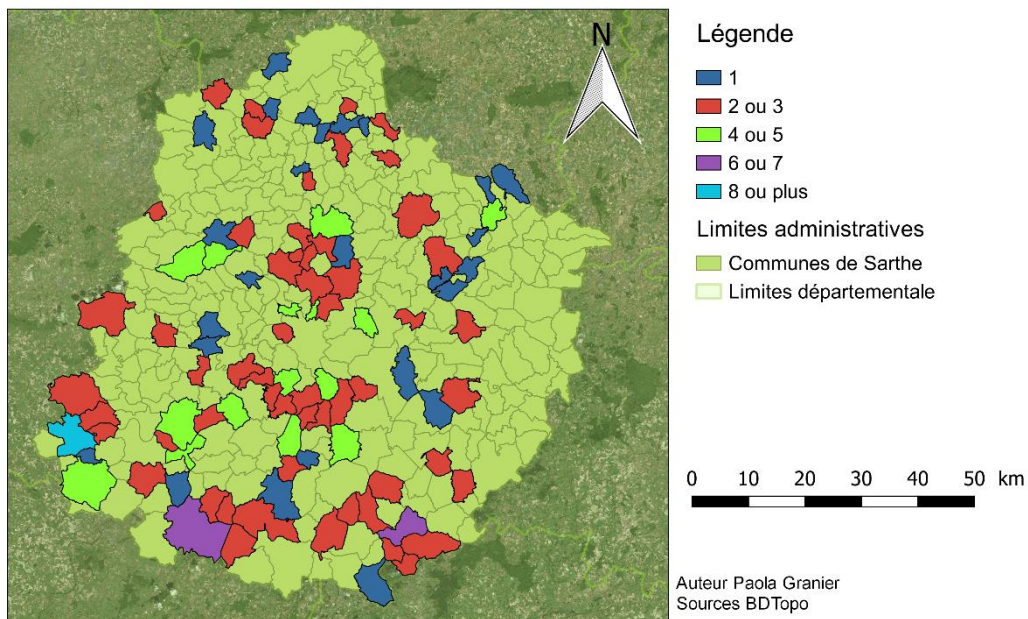 N
Légende
1
2 ou 3
4 ou 5
6 ou 7
8 ou plus
Limites administratives
Communes de Sarthe
Limites départementale
0 10 20 30 40 50 km
Auteur Paola Granier
Sources BDTopo